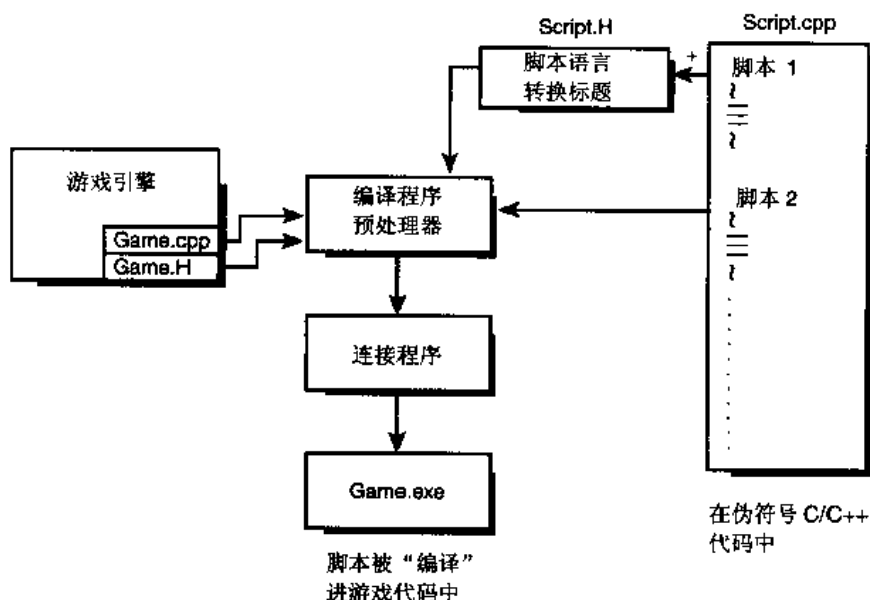 Script.H
Script.cpp
脚本语言
转换标题
+
脚本 1
游戏引擎
Game.cpp
Game.H
编译程序
预处理器
脚本 2
连接程序
Game.exe
在伪符号 C/C++
代码中
脚本被“编译”
进游戏代码中